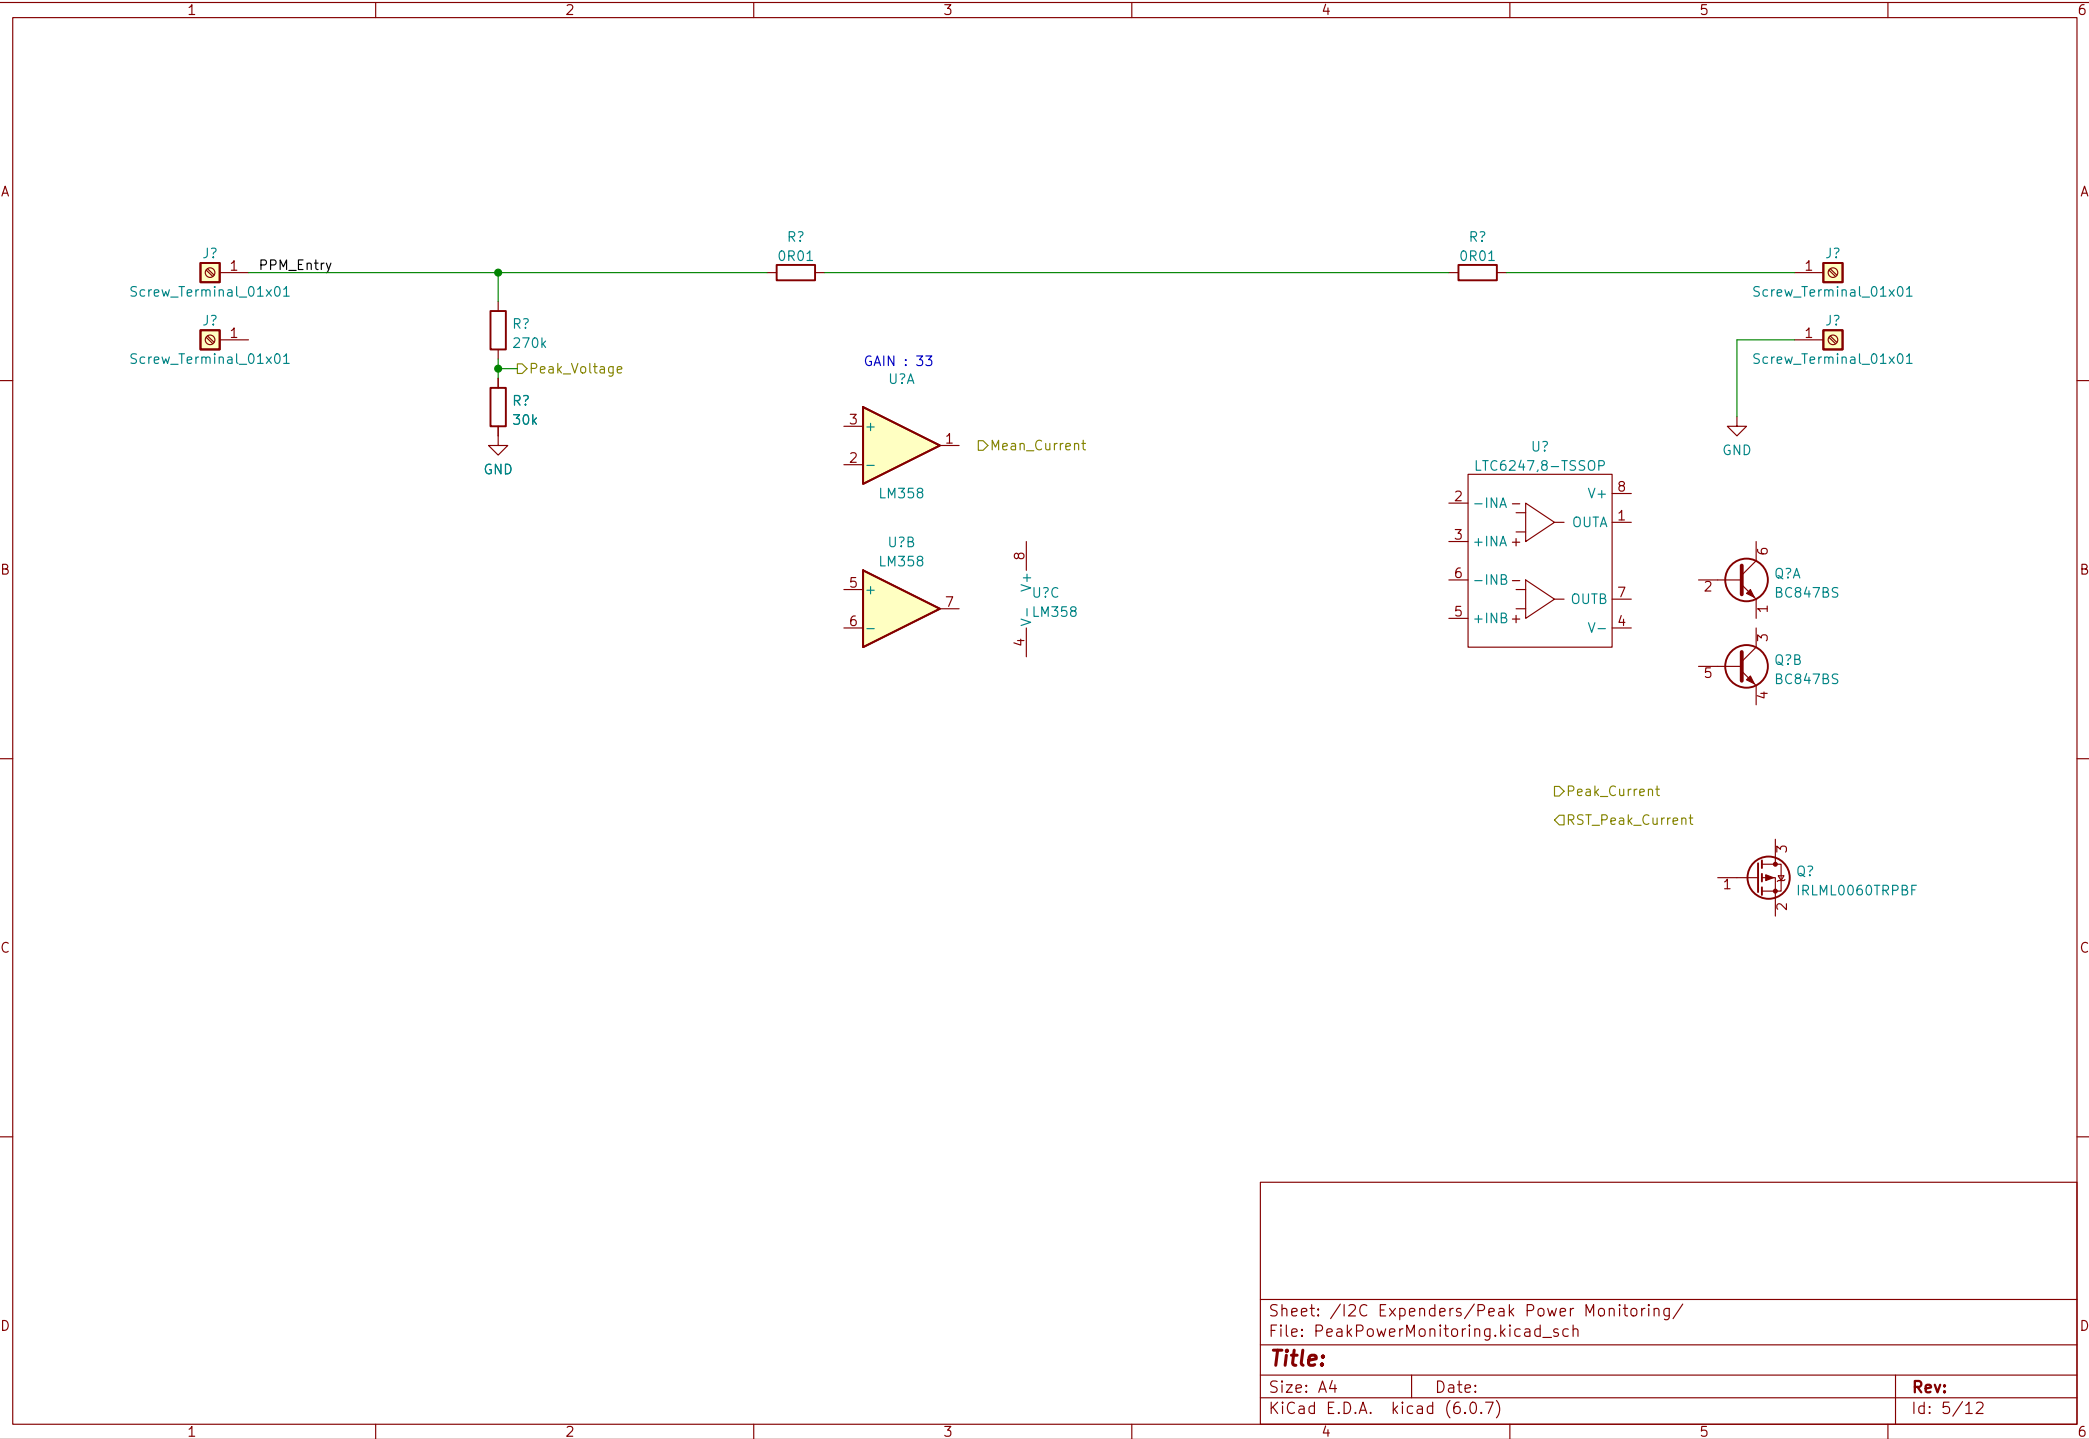 1 2 3 4 5 6
A A
B B
C C
D D
J?
1
Screw_Terminal_01x01
PPM_Entry
J?
1
Screw_Terminal_01x01
R?
270k
Peak_Voltage
R?
30k
GND
R?
0R01
GAIN : 33
U?A
3
+
2
-
1
LM358
Mean_Current
U?B
LM358
5
+
6
-
7
8
V+
U?C
LM358
V-
4
R?
0R01
J?
1
Screw_Terminal_01x01
J?
1
Screw_Terminal_01x01
GND
U?
LTC6247,8-TSSOP
2 -INA - V+ 8
OUTA 1
3 +INA +
6 -INB -
OUTB 7
5 +INB + V- 4
6
2
Q?A
BC847BS
1
3
5
Q?B
BC847BS
4
Peak_Current
RST_Peak_Current
3
1
Q?
IRLML0060TRPBF
2
Sheet: /I2C Expenders/Peak Power Monitoring/
File: PeakPowerMonitoring.kicad_sch
Title:
Size: A4 Date: Rev:
KiCad E.D.A. kicad (6.0.7) Id: 5/12
1 2 3 4 5 6